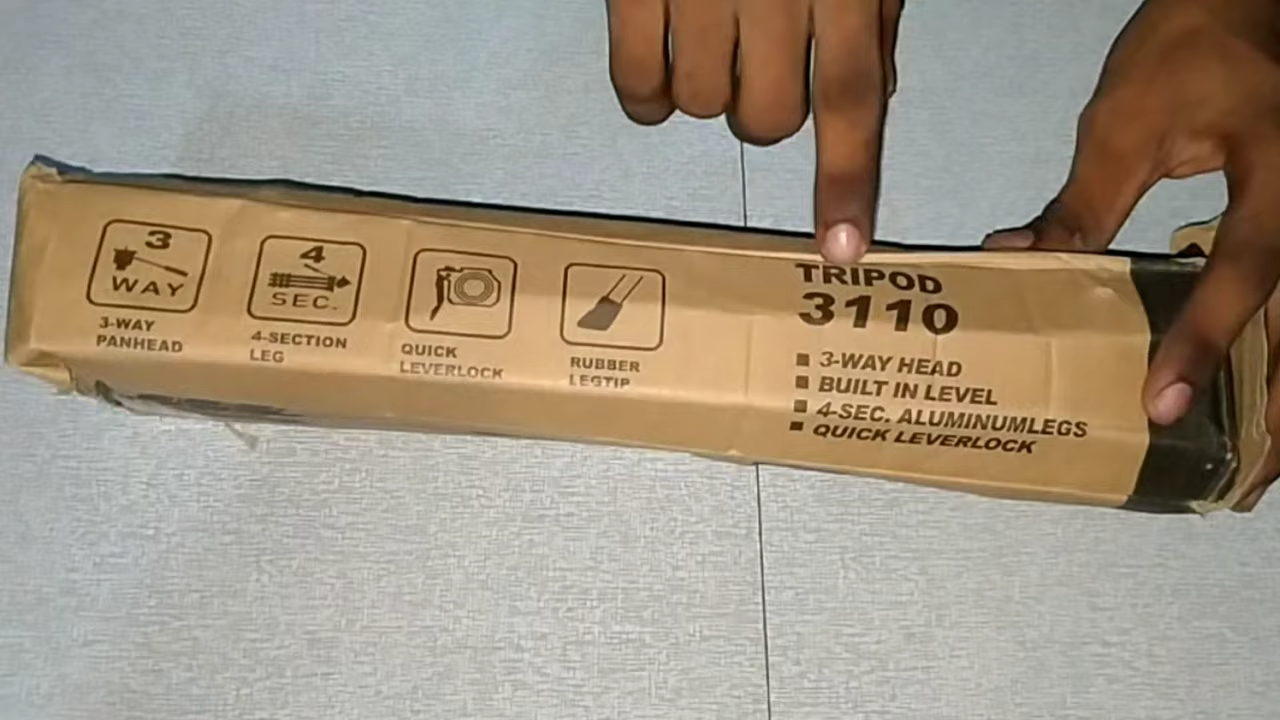 3
WAY
3-WAY
PANHEAD
4
SEC.
4-SECTION
LEG
QUICK
LEVERLOCK
RUBBER
LEGTIP
TRIPOD
3110
■ 3-WAY HEAD
■ BUILT IN LEVEL
■ 4-SEC. ALUMINUMLEGS
■ QUICK LEVERLOCK